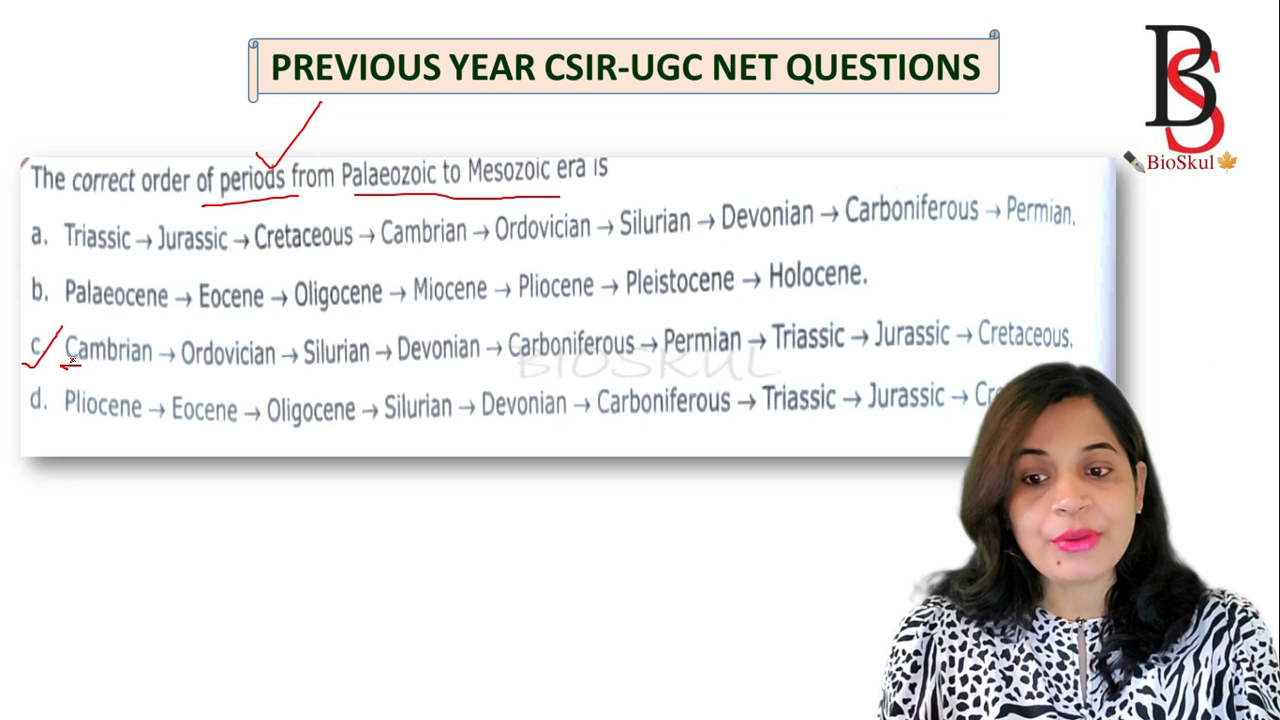 PREVIOUS YEAR CSIR-UGC NET QUESTIONS
BS
BioSkul
The correct order of periods from Palaeozoic to Mesozoic era is
a. Triassic → Jurassic → Cretaceous → Cambrian → Ordovician → Silurian → Devonian → Carboniferous → Permian.
b. Palaeocene → Eocene → Oligocene → Miocene → Pliocene → Pleistocene → Holocene.
c. Cambrian → Ordovician → Silurian → Devonian → Carboniferous → Permian → Triassic → Jurassic → Cretaceous.
BIOSKUL
d. Pliocene → Eocene → Oligocene → Silurian → Devonian → Carboniferous → Triassic → Jurassic →